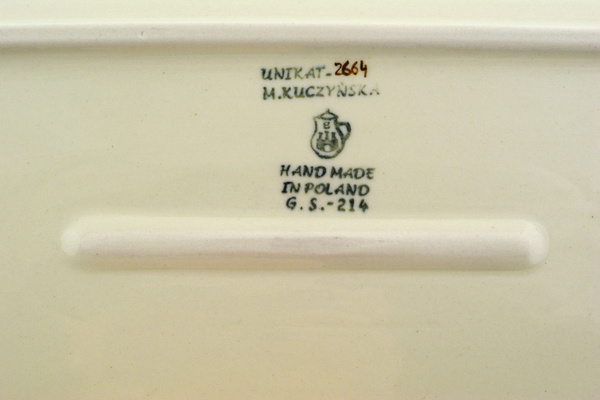 UNIKAT-2664
M.KUCZYŃSKA
HAND MADE
IN POLAND
G.S.-214